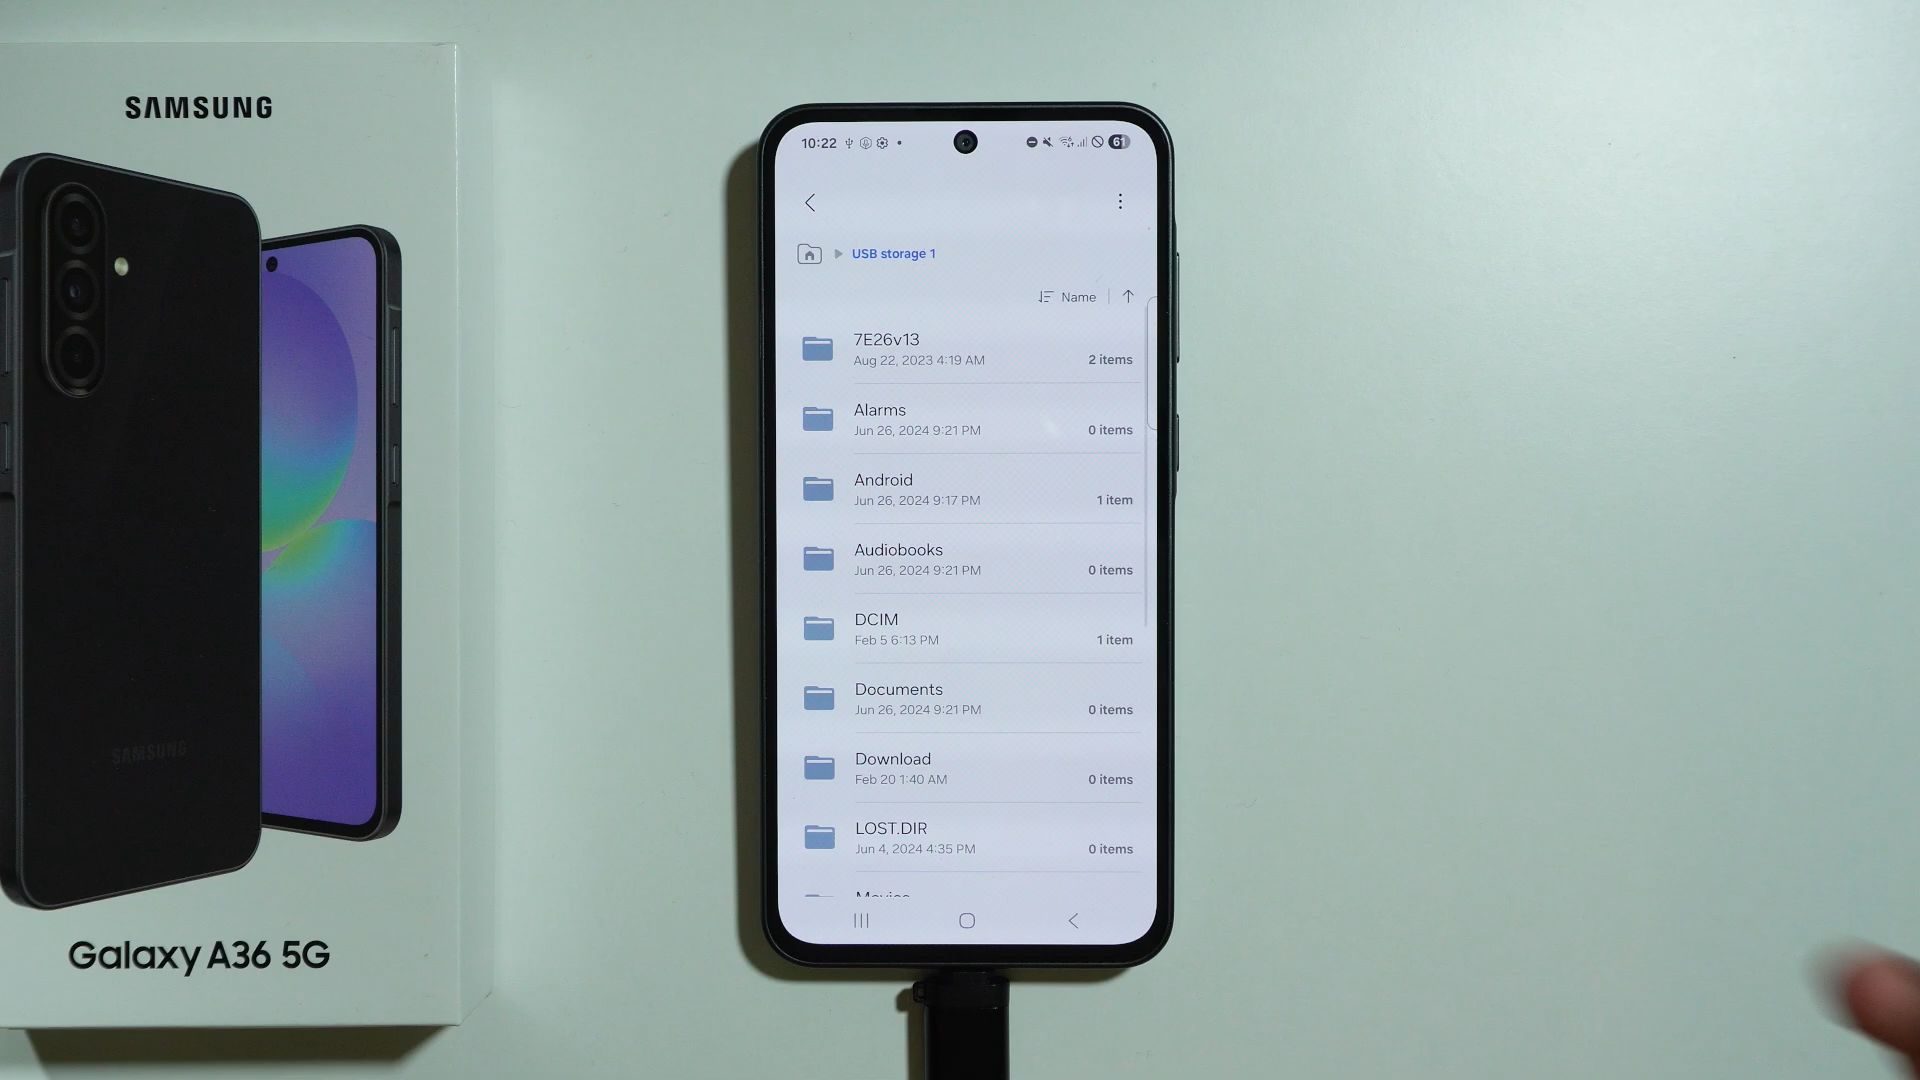 SAMSUNG
SAMSUNG
Galaxy A36 5G
10:22
61
USB storage 1
Name
7E26v13
Aug 22, 2023 4:19 AM
2 items
Alarms
Jun 26, 2024 9:21 PM
0 items
Android
Jun 26, 2024 9:17 PM
1 item
Audiobooks
Jun 26, 2024 9:21 PM
0 items
DCIM
Feb 5 6:13 PM
1 item
Documents
Jun 26, 2024 9:21 PM
0 items
Download
Feb 20 1:40 AM
0 items
LOST.DIR
Jun 4, 2024 4:35 PM
0 items
Movies